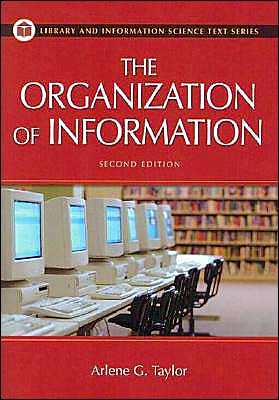 LIBRARY AND INFORMATION SCIENCE TEXT SERIES
THE
ORGANIZATION
OF INFORMATION
SECOND EDITION
Arlene G. Taylor